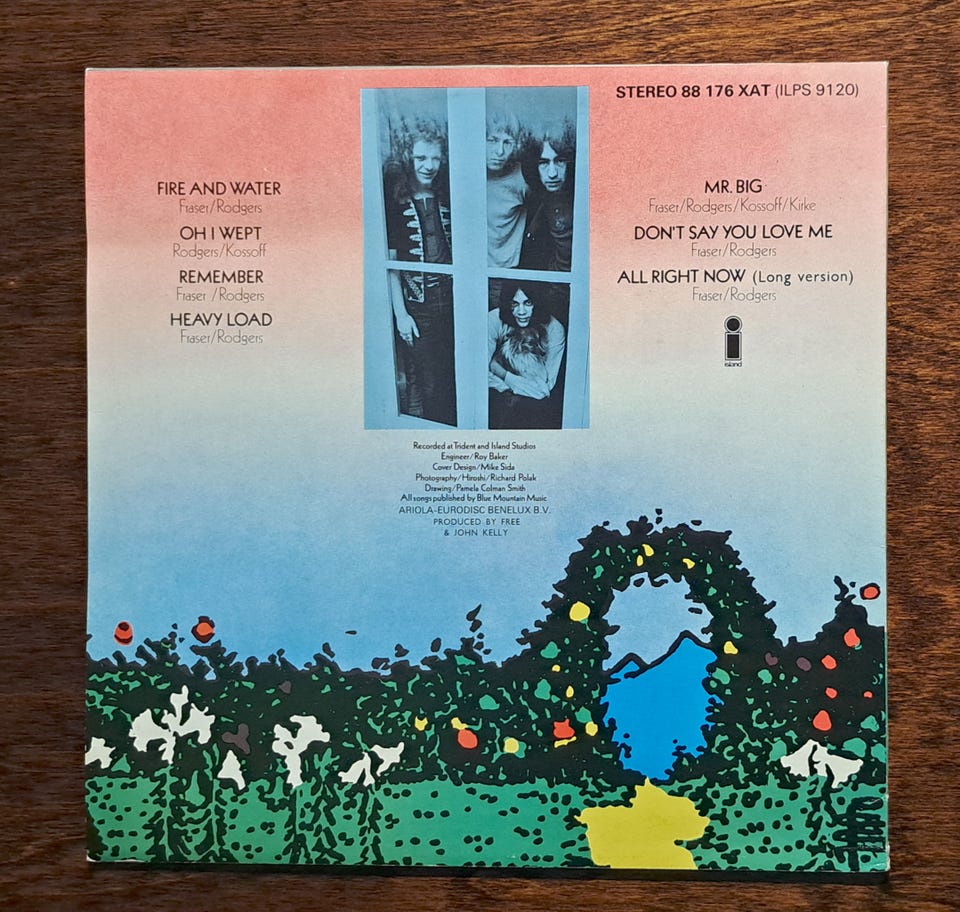 STEREO 88 176 XAT (ILPS 9120)
FIRE AND WATER
Fraser/Rodgers
OH I WEPT
Rodgers/Kossoff
REMEMBER
Fraser /Rodgers
HEAVY LOAD
Fraser/Rodgers
MR. BIG
Fraser/Rodgers/Kossoff/Kirke
DON'T SAY YOU LOVE ME
Fraser/Rodgers
ALL RIGHT NOW (Long version)
Fraser/Rodgers
island
Recorded at Trident and Island Studios
Engineer/Roy Baker
Cover Design/Mike Sida
Photography/Hiroshi/Richard Polak
Drawing/Pamela Colman Smith
All songs published by Blue Mountain Music
ARIOLA-EURODISC BENELUX B.V.
PRODUCED BY FREE
& JOHN KELLY